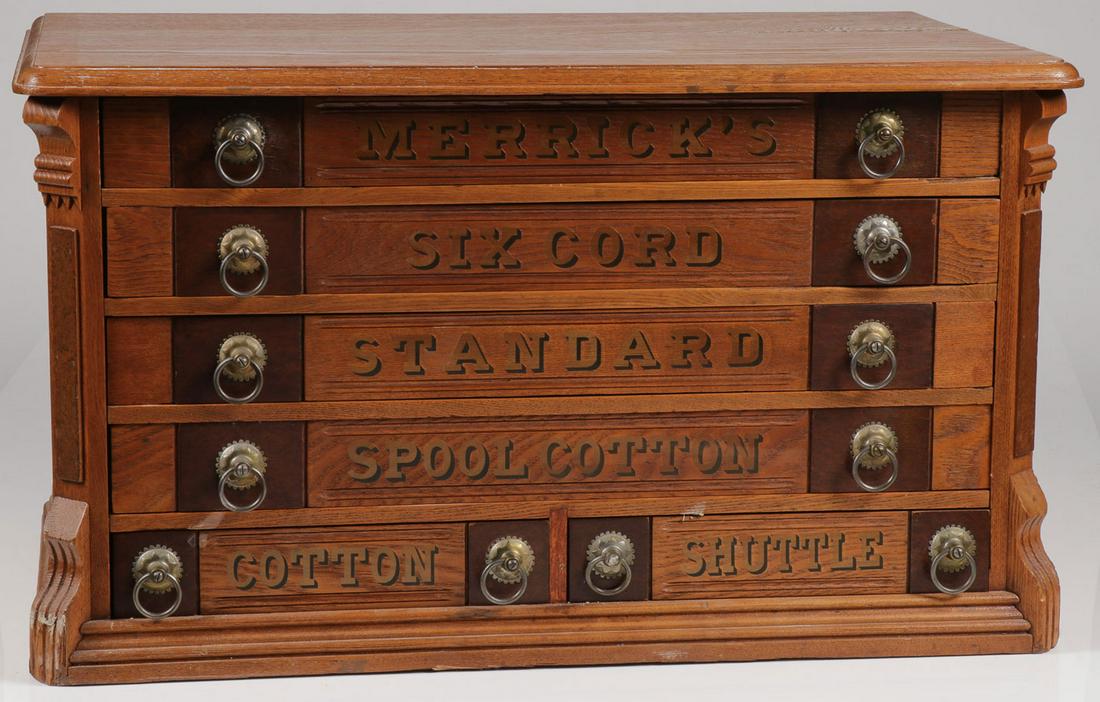 MERRICK'S
SIX CORD
STANDARD
SPOOL COTTON
COTTON SHUTTLE